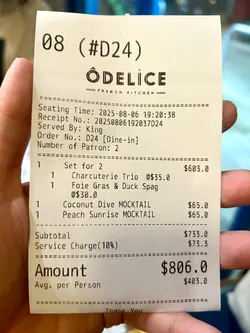 08 (#D24)
ÔDELICE
FRENCH KITCHEN
Seating Time: 2025-08-06 19:20:38
Receipt No.: 20250806192037D24
Served By: King
Order No.: D24 [Dine-in]
Number of Patron: 2
1 Set for 2 $603.0
1 Charcuterie Trio @$35.0
1 Foie Gras & Duck Spag
@$30.0
1 Coconut Dive MOCKTAIL $65.0
1 Peach Sunrise MOCKTAIL $65.0
Subtotal $733.0
Service Charge(10%) $73.3
Amount $806.0
Avg. per Person $403.0
Thank You